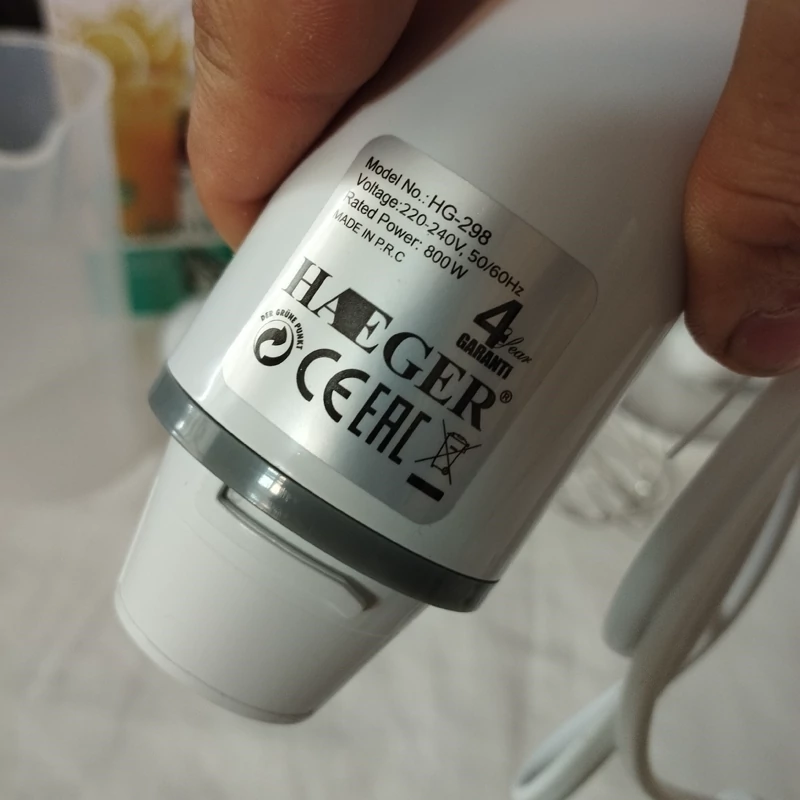 Model No.:HG-298
Voltage:220-240V, 50/60Hz
Rated Power: 800W
MADE IN P.R.C
4 Year
GARANTI
HAEGER®
DER GRÜNE PUNKT
CE EAC